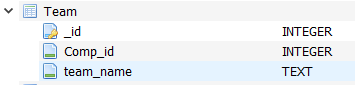 Team
_id INTEGER
Comp_id INTEGER
team_name TEXT